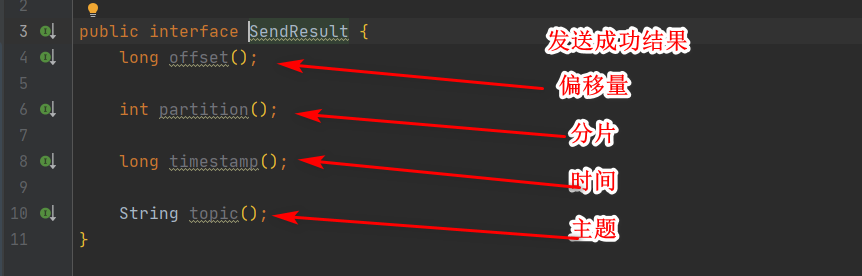 2
3 public interface SendResult { 发送成功结果
4 long offset(); 偏移量
5
6 int partition(); 分片
7
8 long timestamp(); 时间
9
10 String topic(); 主题
11 }